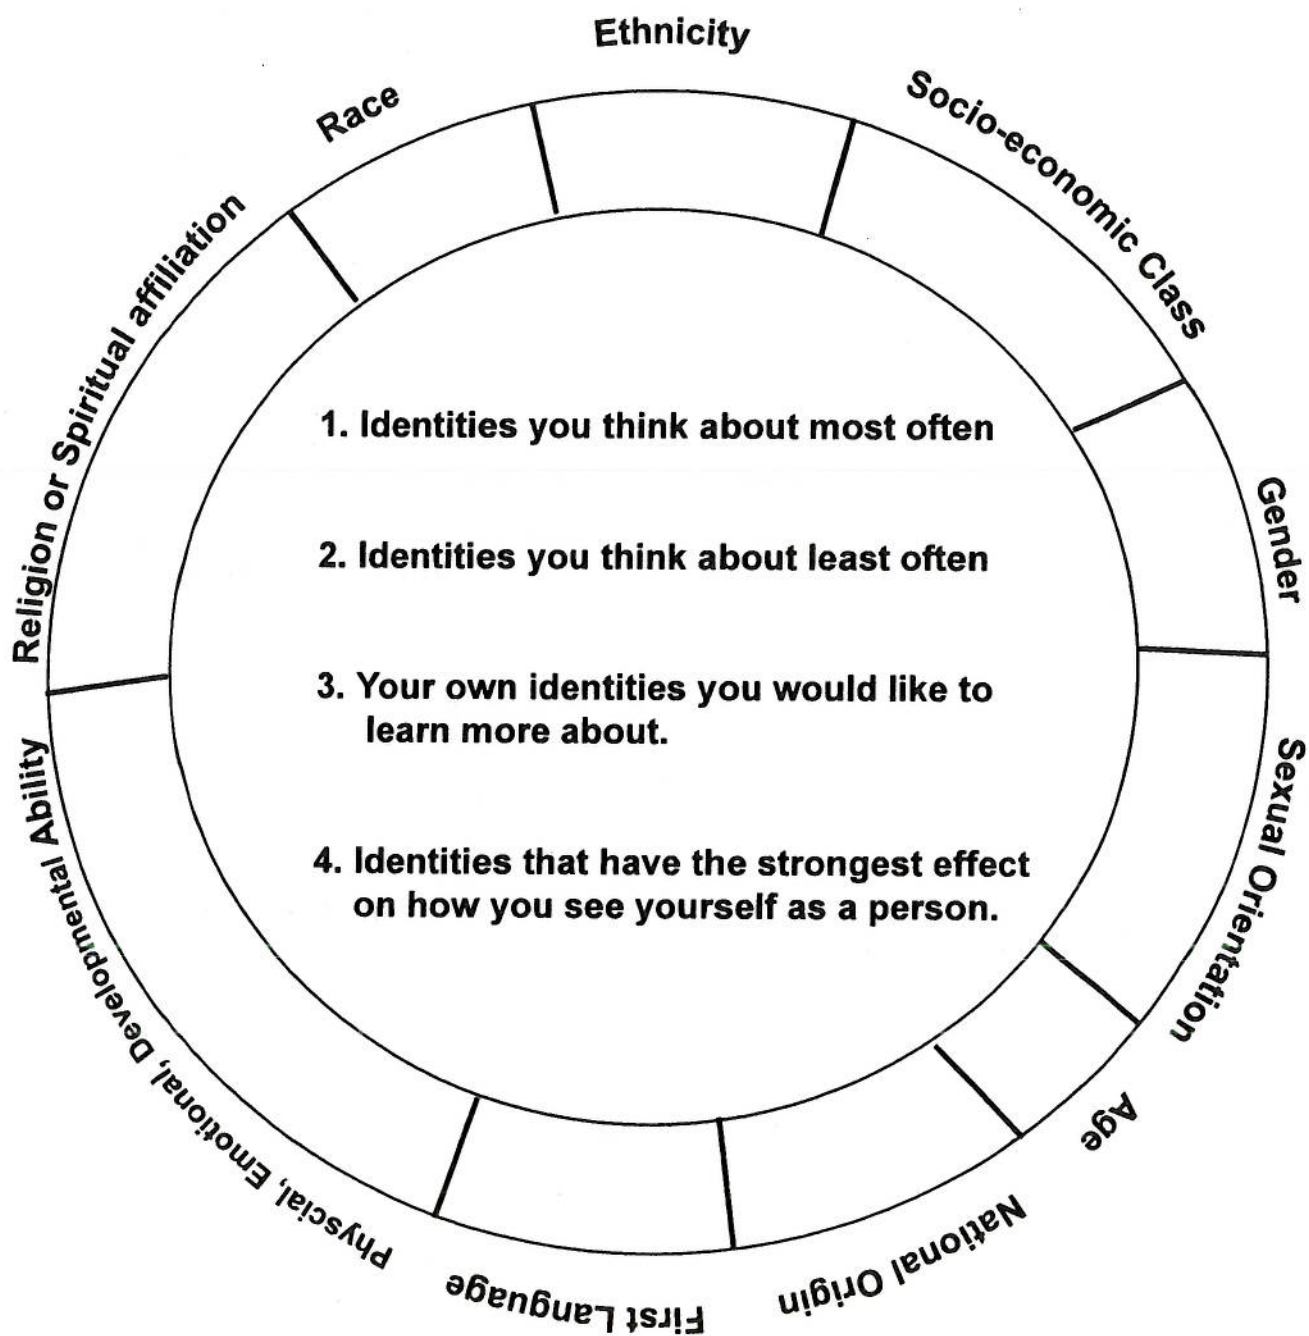 Ethnicity
Socio-economic Class
Gender
Sexual Orientation
Age
National Origin
First Language
Physcial, Emotional, Developmental Ability
Religion or Spiritual affiliation
Race
1. Identities you think about most often
2. Identities you think about least often
3. Your own identities you would like to
learn more about.
4. Identities that have the strongest effect
on how you see yourself as a person.